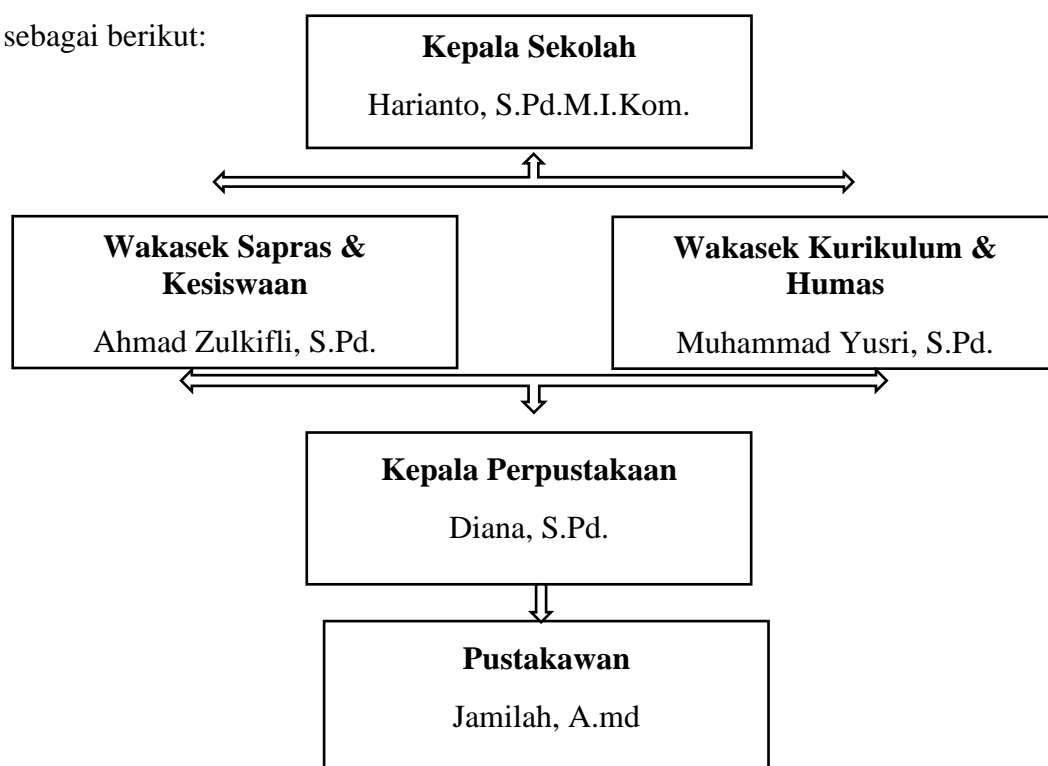 sebagai berikut:
Kepala Sekolah
Harianto, S.Pd.M.I.Kom.
Wakasek Sapras &
Kesiswaan
Ahmad Zulkifli, S.Pd.
Wakasek Kurikulum &
Humas
Muhammad Yusri, S.Pd.
Kepala Perpustakaan
Diana, S.Pd.
Pustakawan
Jamilah, A.md